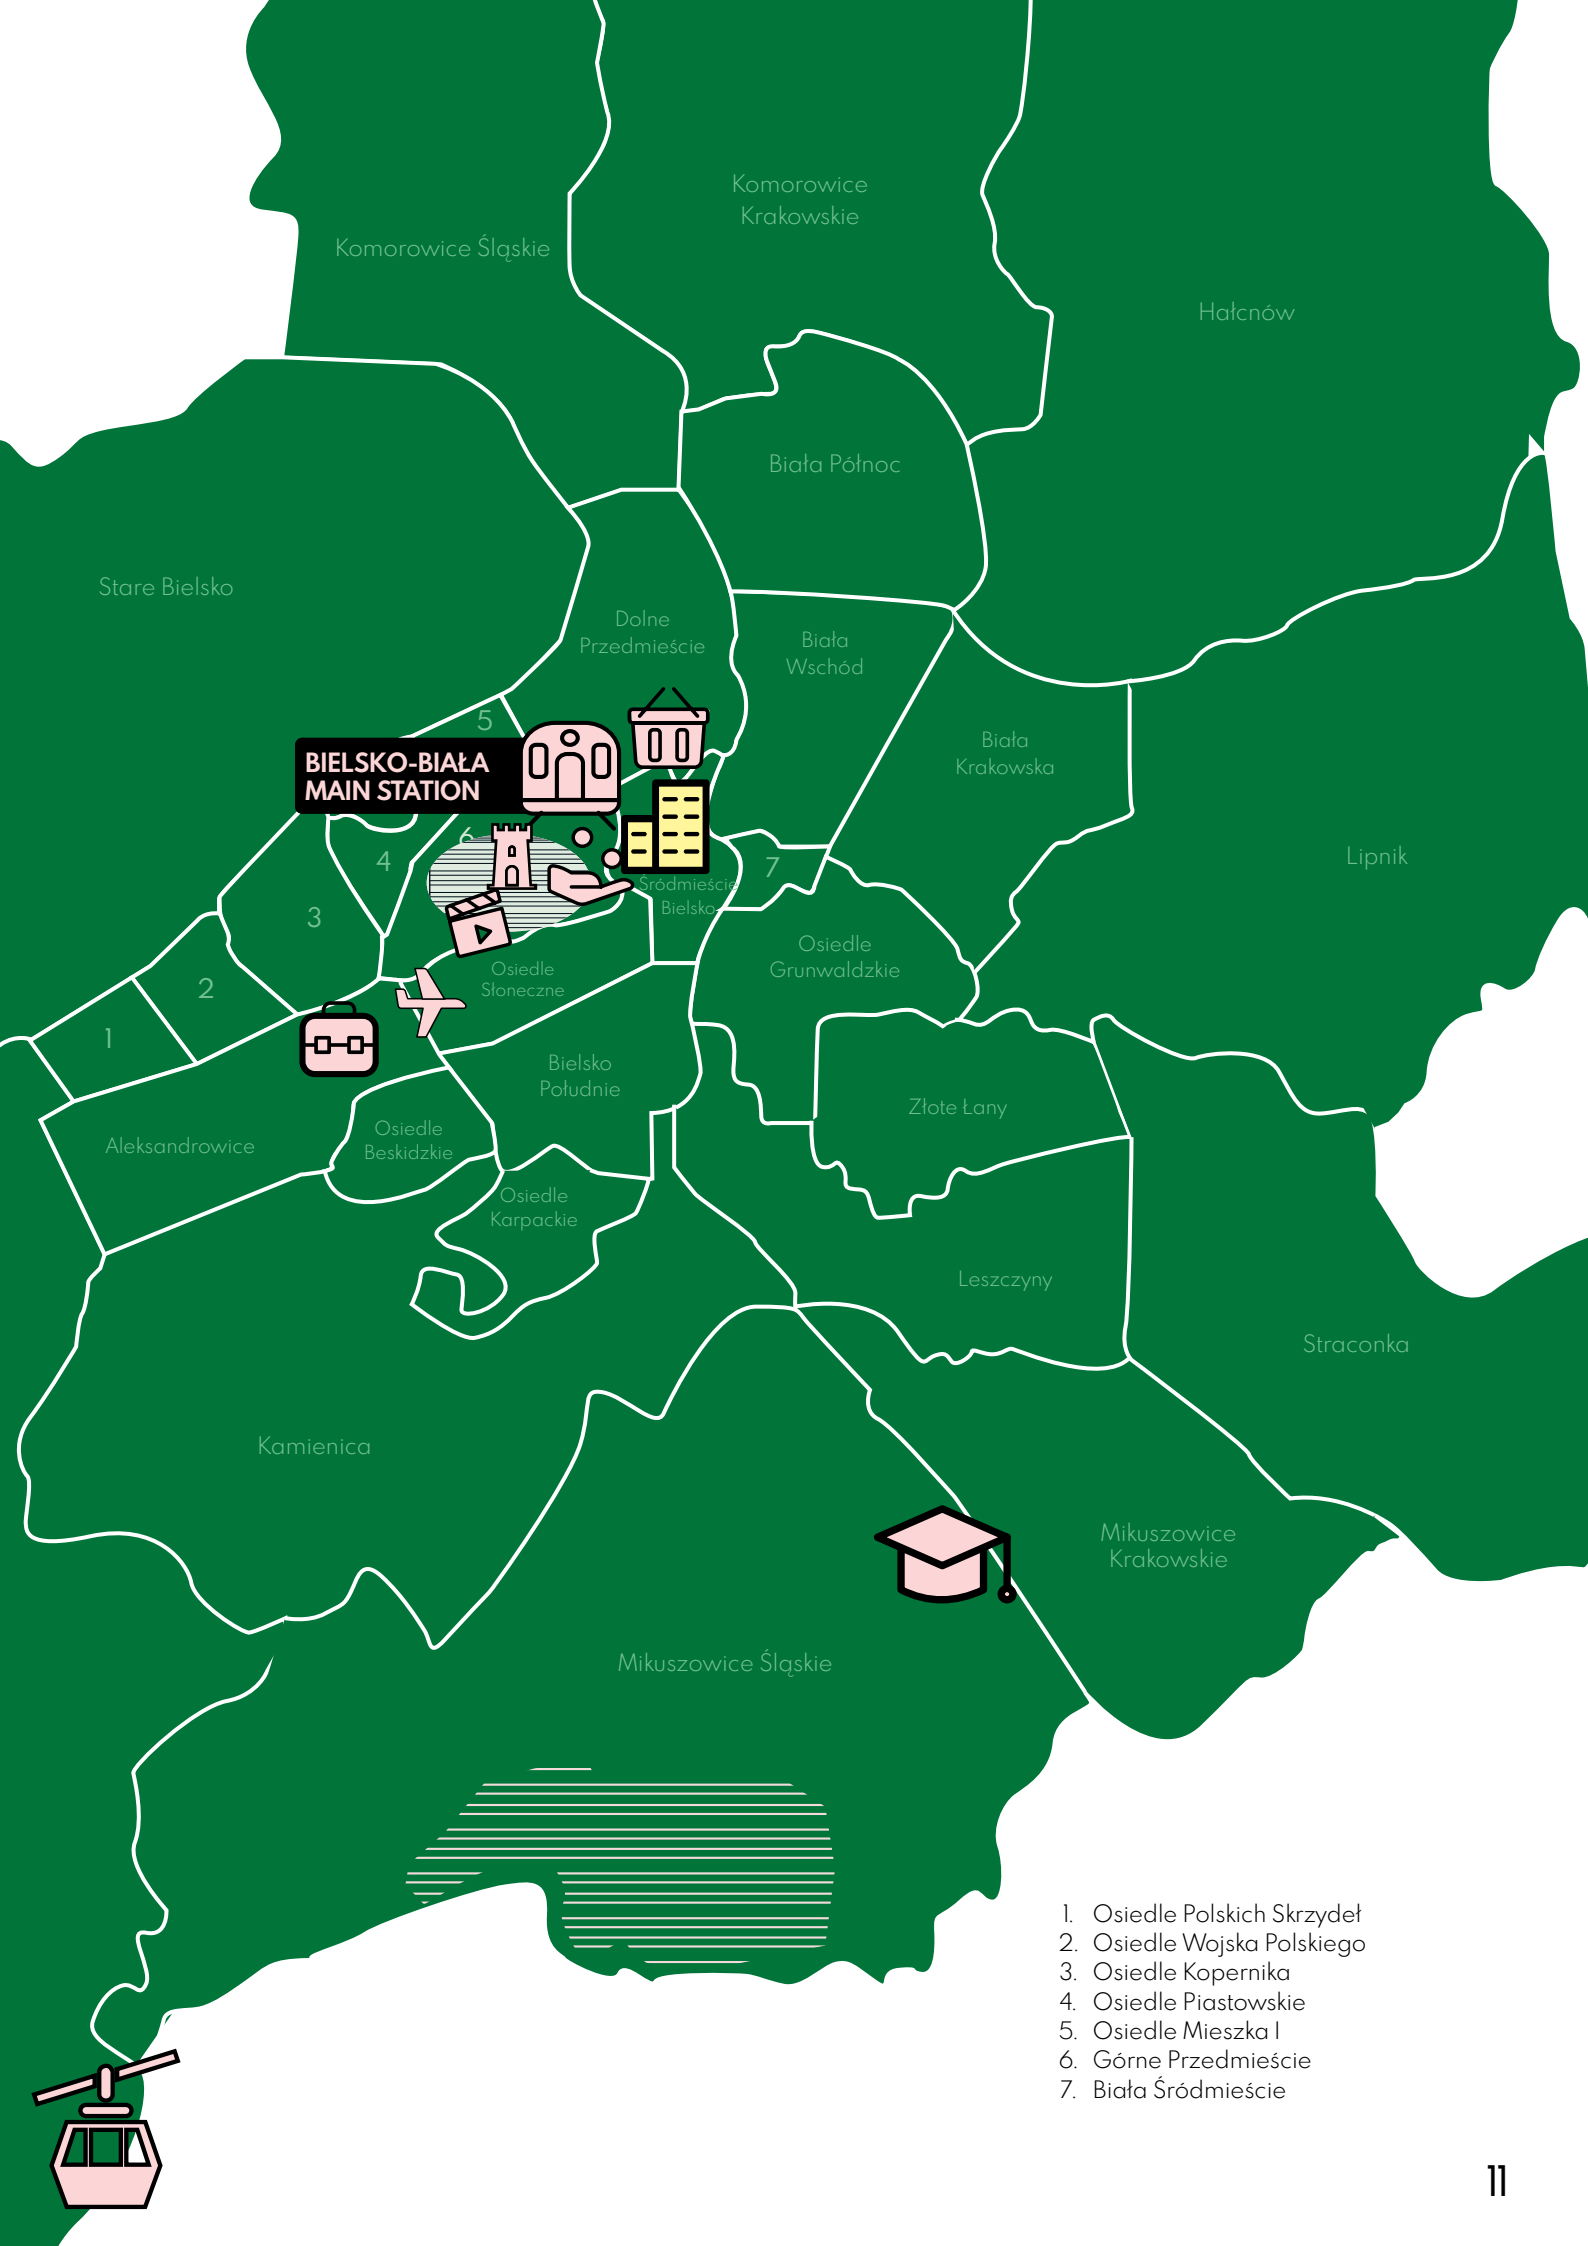 Komorowice
Krakowskie
Komorowice Śląskie
Hałcnów
Biała Północ
Stare Bielsko
Dolne
Przedmieście
Biała
Wschód
5
Biała
Krakowska
BIELSKO-BIAŁA
MAIN STATION
6
4
7
Lipnik
Śródmieście
Bielsko
3
Osiedle
Grunwaldzkie
Osiedle
Słoneczne
2
1
Bielsko
Południe
Złote Łany
Osiedle
Beskidzkie
Aleksandrowice
Osiedle
Karpackie
Leszczyny
Straconka
Kamienica
Mikuszowice
Krakowskie
Mikuszowice Śląskie
1. Osiedle Polskich Skrzydeł
2. Osiedle Wojska Polskiego
3. Osiedle Kopernika
4. Osiedle Piastowskie
5. Osiedle Mieszka I
6. Górne Przedmieście
7. Biała Śródmieście
11